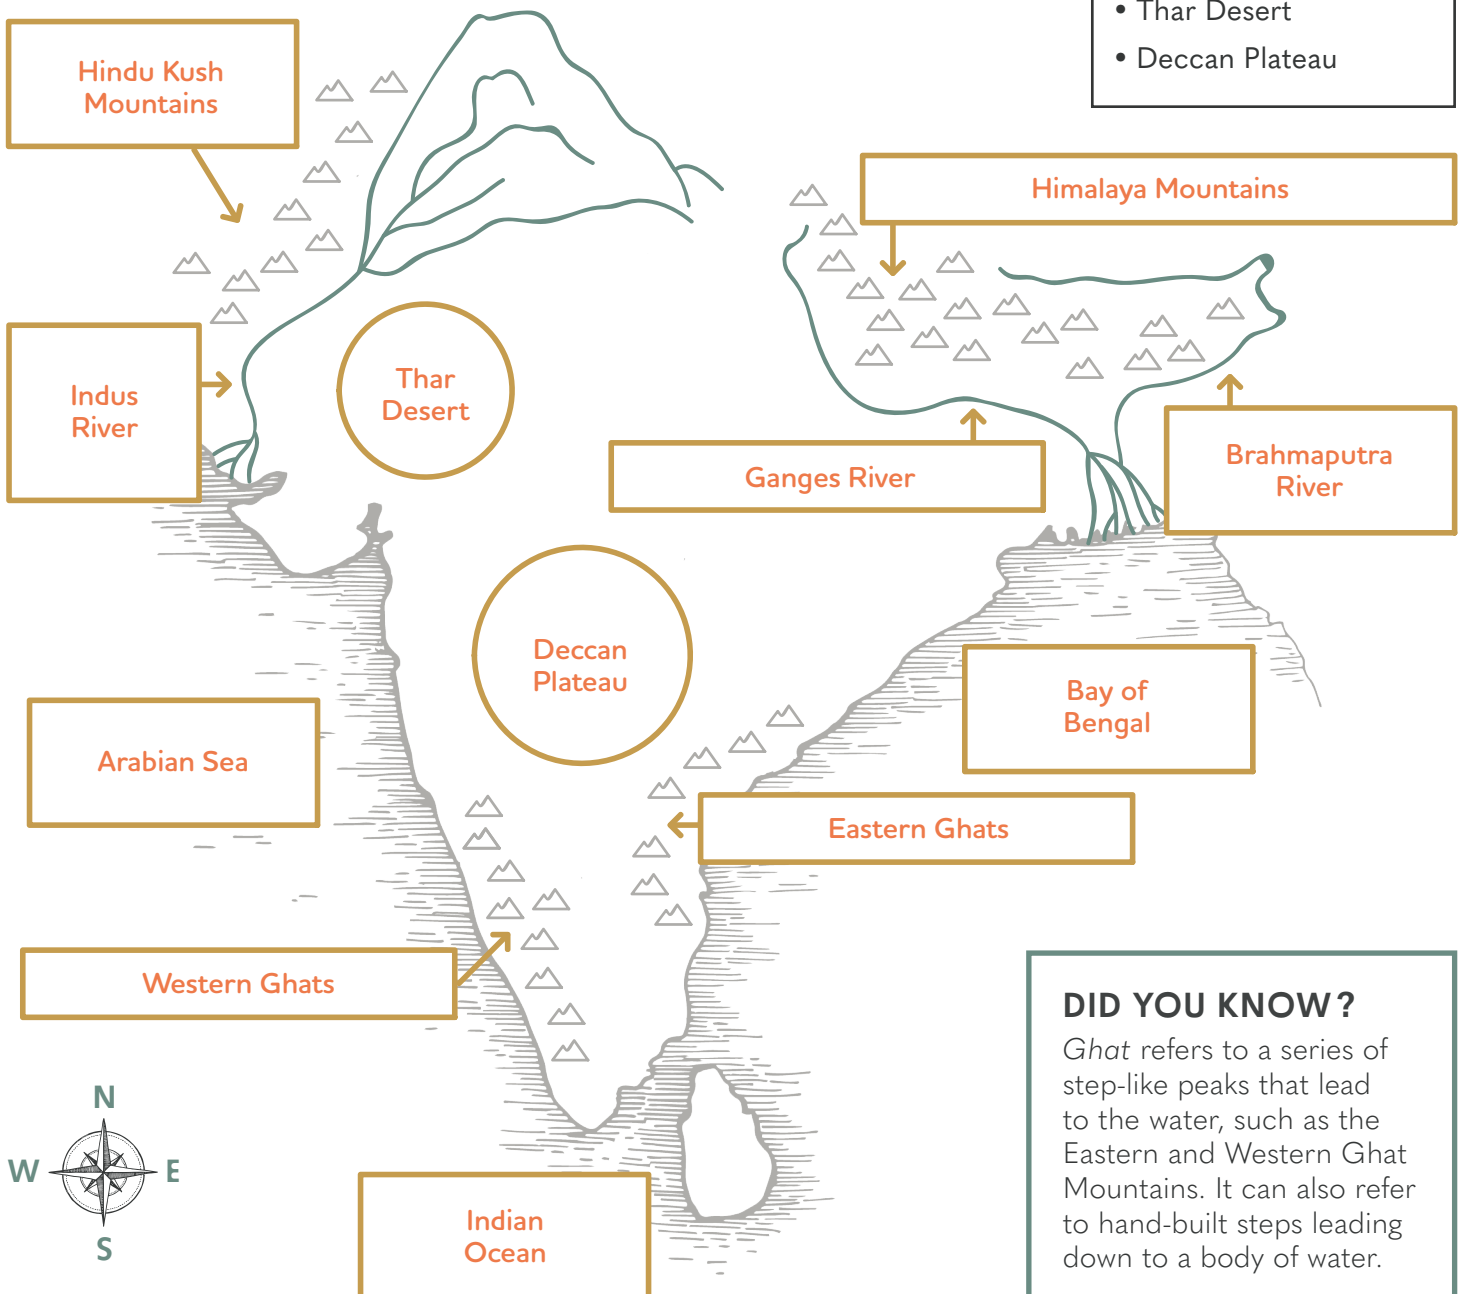 • Thar Desert
• Deccan Plateau
Hindu Kush
Mountains
Himalaya Mountains
Indus
River
Thar
Desert
Ganges River
Brahmaputra
River
Deccan
Plateau
Bay of
Bengal
Arabian Sea
Eastern Ghats
Western Ghats
N
W E
S
Indian
Ocean
DID YOU KNOW?
Ghat refers to a series of
step-like peaks that lead
to the water, such as the
Eastern and Western Ghat
Mountains. It can also refer
to hand-built steps leading
down to a body of water.